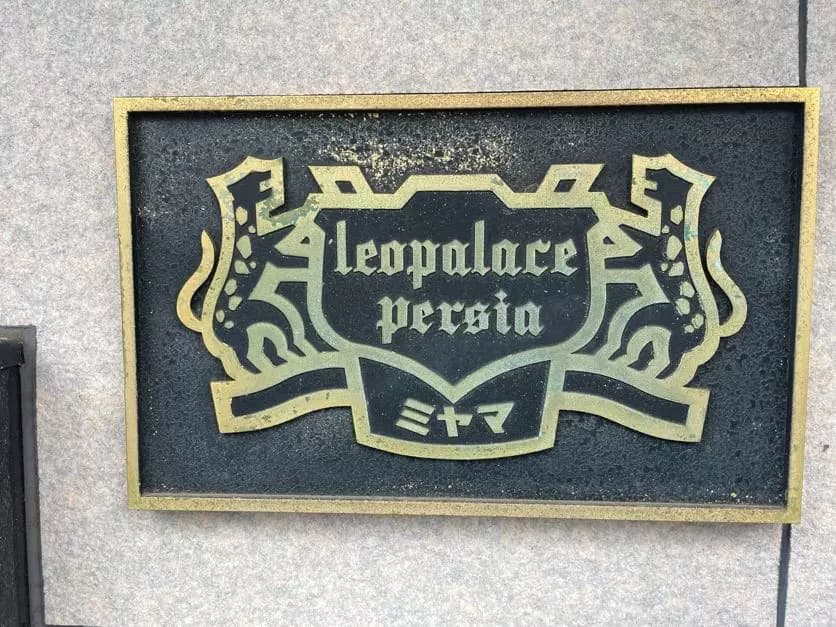 leopalace
persia
ミヤマ